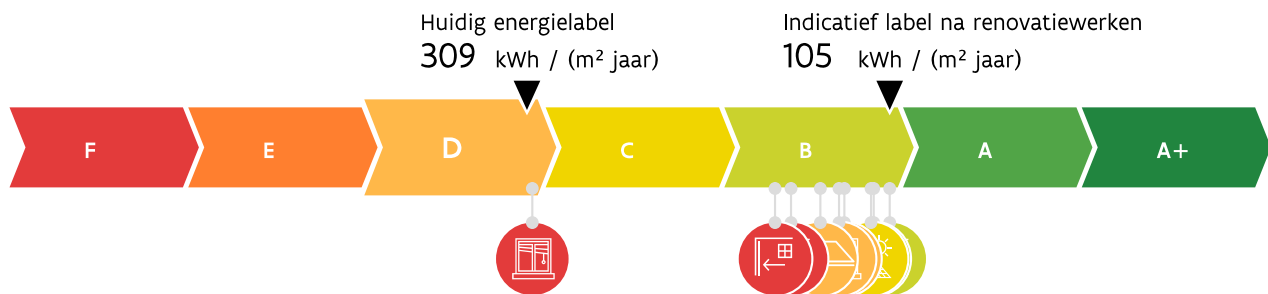 Huidig energielabel
309 kWh / (m² jaar)
Indicatief label na renovatiewerken
105 kWh / (m² jaar)
F E D C B A A+